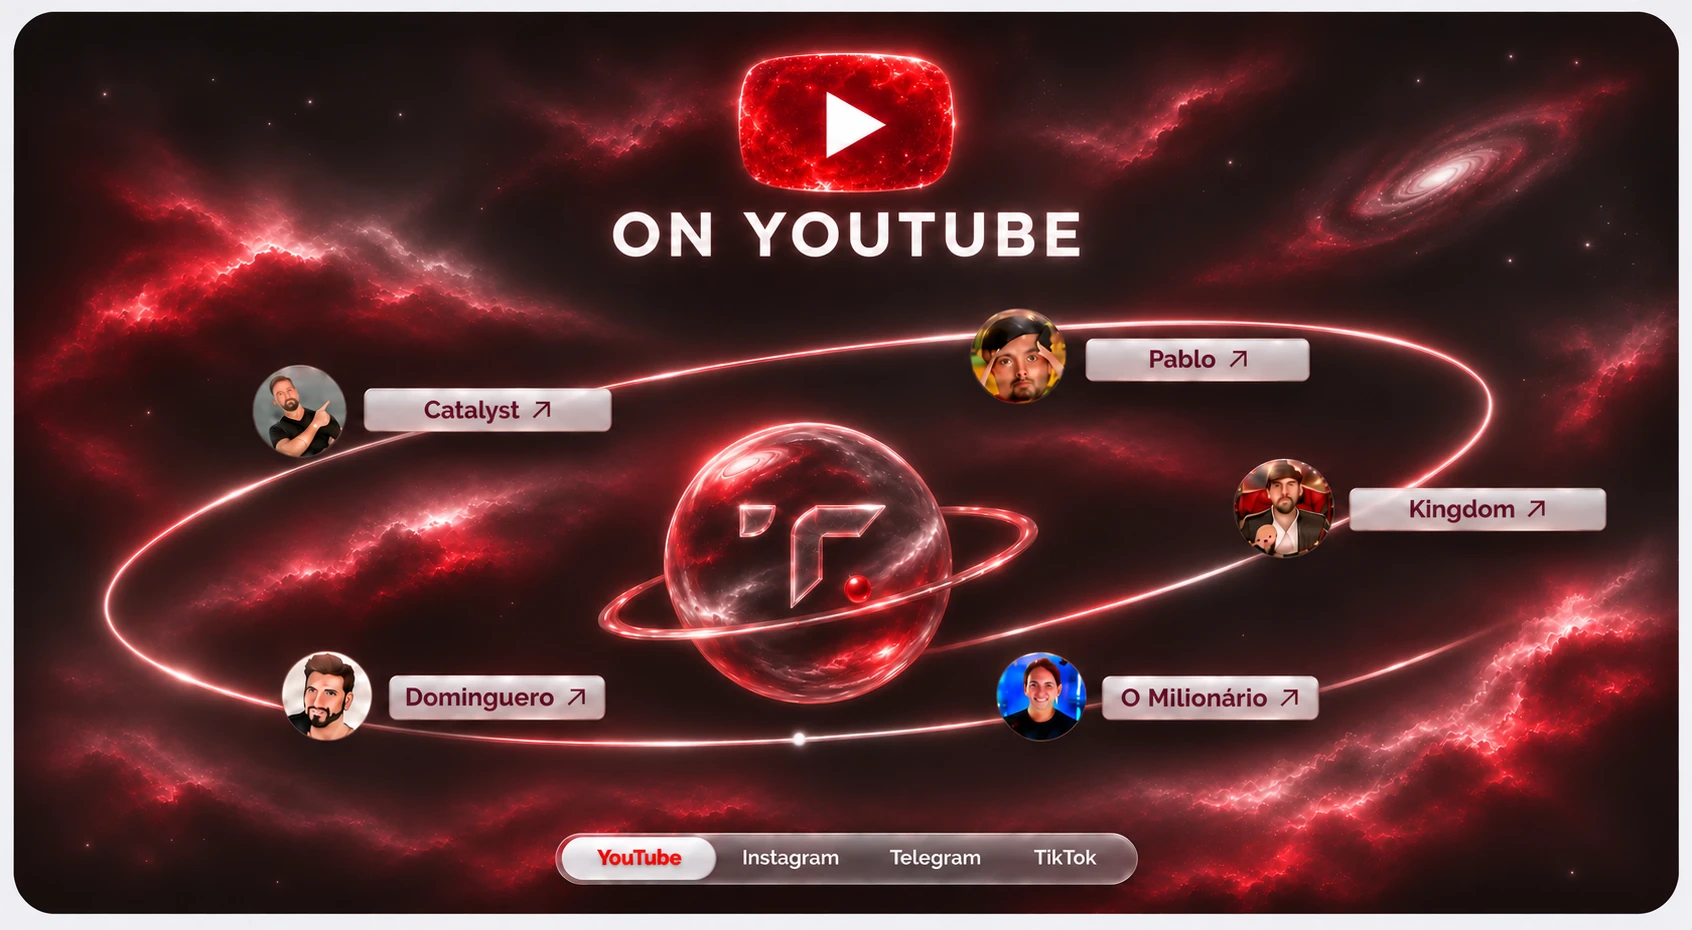 ON YOUTUBE
Pablo
Catalyst
Kingdom
Dominguero
O Milionário
YouTube
Instagram
Telegram
TikTok